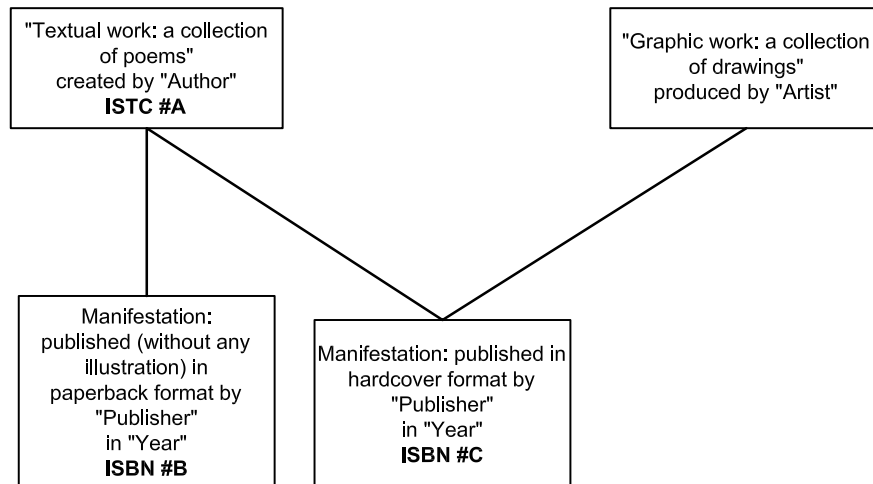 "Textual work: a collection
of poems"
created by "Author"
ISTC #A
"Graphic work: a collection
of drawings"
produced by "Artist"
Manifestation:
published (without any
illustration) in
paperback format by
"Publisher"
in "Year"
ISBN #B
Manifestation: published in
hardcover format by
"Publisher"
in "Year"
ISBN #C